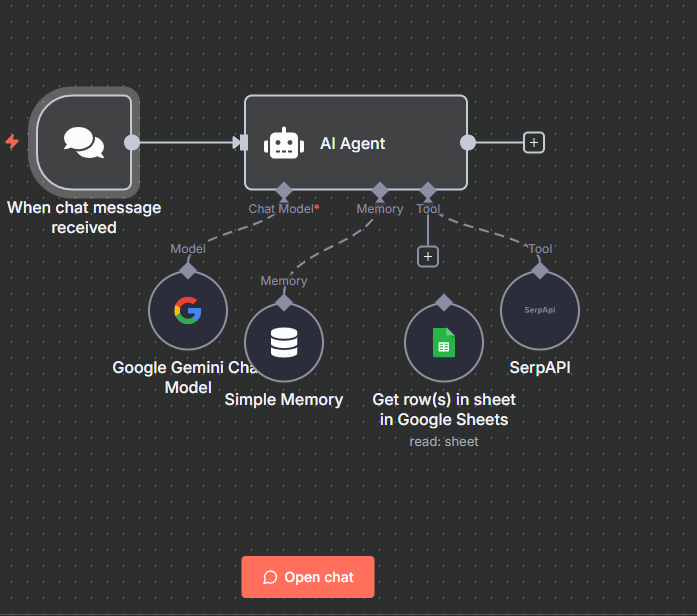 AI Agent
When chat message
received
Chat Model*
Memory
Tool
Model
Memory
Tool
+
+
SerpApi
Google Gemini Cha
Model
Simple Memory
Get row(s) in sheet
in Google Sheets
read: sheet
SerpAPI
Open chat